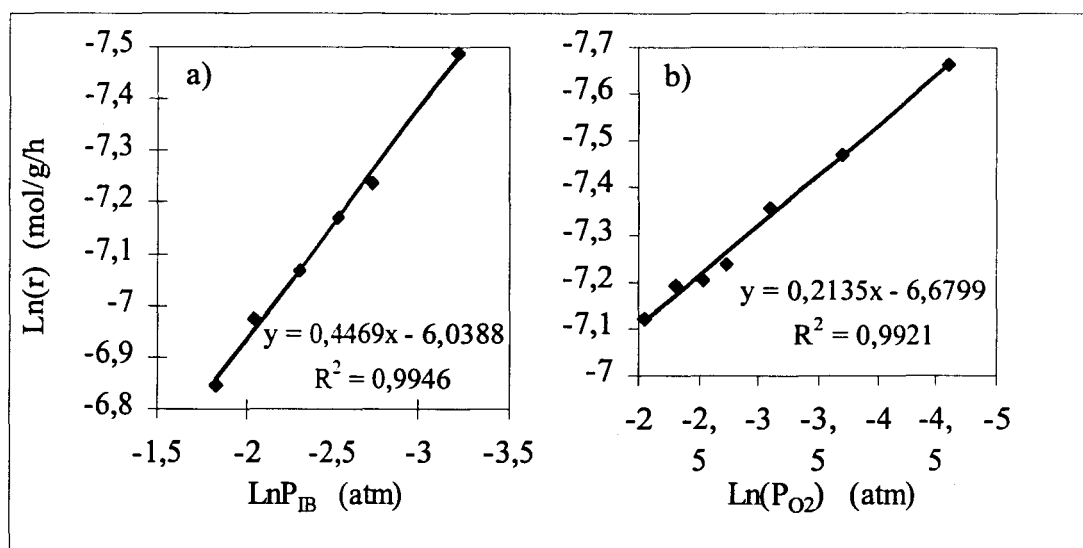 a)
-7,5
-7,4
-7,3
-7,2
-7,1
-7
-6,9
-6,8
Ln(r) (mol/g/h)
y = 0,4469x - 6,0388
R² = 0,9946
-1,5 -2 -2,5 -3 -3,5
LnP_IB (atm)
b)
-7,7
-7,6
-7,5
-7,4
-7,3
-7,2
-7,1
-7
y = 0,2135x - 6,6799
R² = 0,9921
-2 -2, -3 -3, -4 -4, -5
5 5 5
Ln(P_O2) (atm)